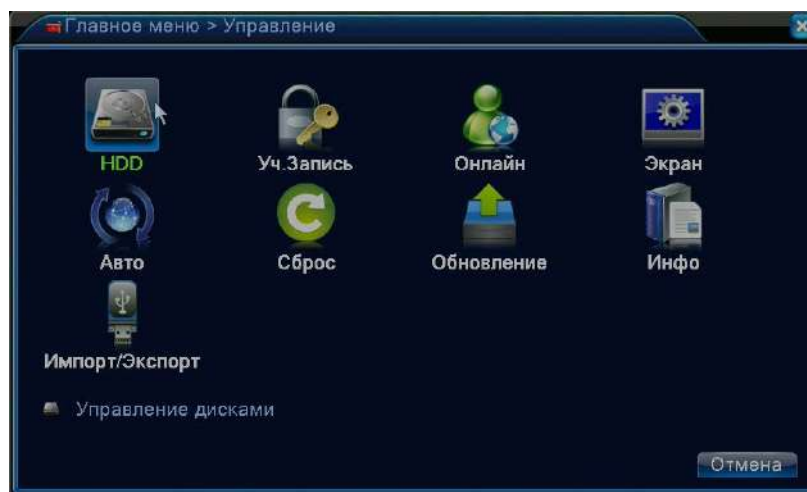 Главное меню > Управление
HDD Уч.Запись Онлайн Экран
Авто Сброс Обновление Инфо
Импорт/Экспорт
Управление дисками
Отмена